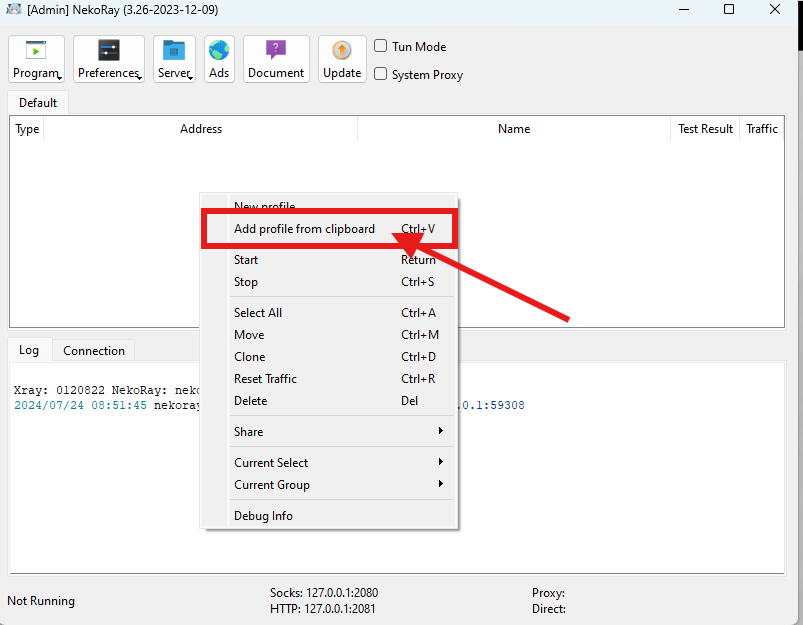 [Admin] NekoRay (3.26-2023-12-09)
Program Preferences Server Ads Document Update Tun Mode
System Proxy
Default
Type Address Name Test Result Traffic
New profile
Add profile from clipboard Ctrl+V
Start Return
Stop Ctrl+S
Select All Ctrl+A
Move Ctrl+M
Clone Ctrl+D
Reset Traffic Ctrl+R
Delete Del
Share
Current Select
Current Group
Debug Info
Log Connection
Xray: 0120822 NekoRay: neko
2024/07/24 08:51:45 nekoray .0.1:59308
Not Running
Socks: 127.0.0.1:2080
HTTP: 127.0.0.1:2081
Proxy:
Direct: